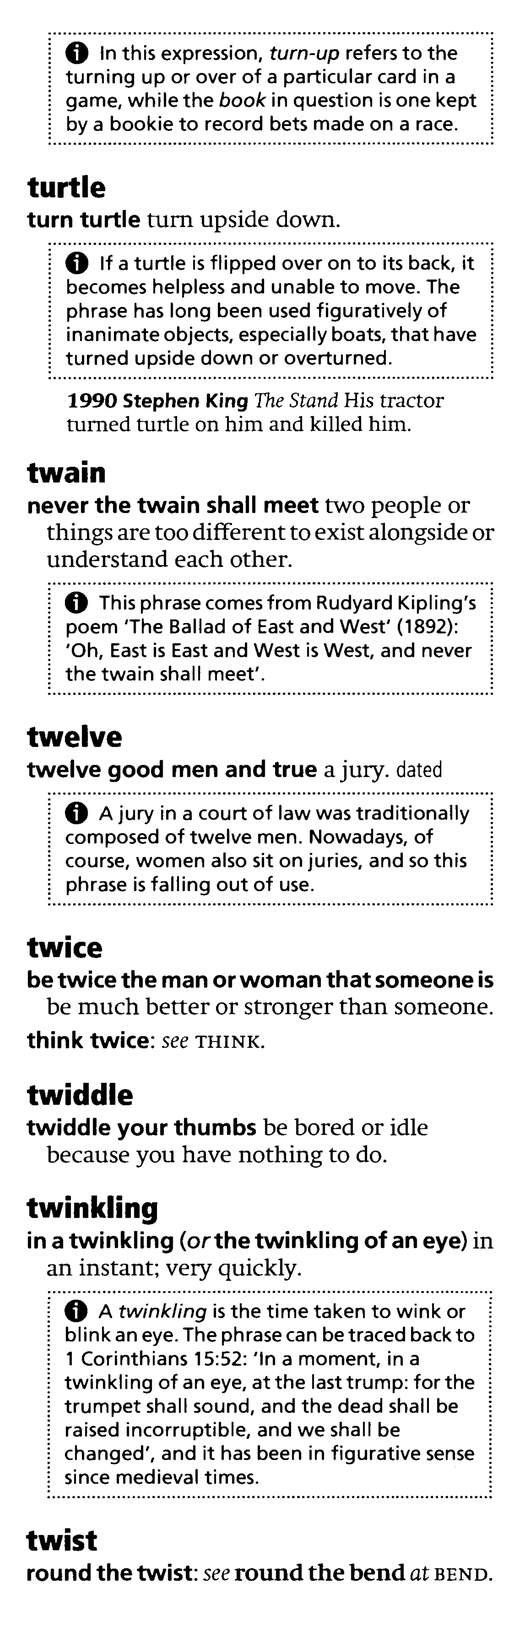 In this expression, turn-up refers to the
turning up or over of a particular card in a
game, while the book in question is one kept
by a bookie to record bets made on a race.
turtle
turn turtle turn upside down.
If a turtle is flipped over on to its back, it
becomes helpless and unable to move. The
phrase has long been used figuratively of
inanimate objects, especially boats, that have
turned upside down or overturned.
1990 Stephen King The Stand His tractor
turned turtle on him and killed him.
twain
never the twain shall meet two people or
things are too different to exist alongside or
understand each other.
This phrase comes from Rudyard Kipling's
poem 'The Ballad of East and West' (1892):
'Oh, East is East and West is West, and never
the twain shall meet'.
twelve
twelve good men and true a jury. dated
A jury in a court of law was traditionally
composed of twelve men. Nowadays, of
course, women also sit on juries, and so this
phrase is falling out of use.
twice
be twice the man or woman that someone is
be much better or stronger than someone.
think twice: see THINK.
twiddle
twiddle your thumbs be bored or idle
because you have nothing to do.
twinkling
in a twinkling (or the twinkling of an eye) in
an instant; very quickly.
A twinkling is the time taken to wink or
blink an eye. The phrase can be traced back to
1 Corinthians 15:52: 'In a moment, in a
twinkling of an eye, at the last trump: for the
trumpet shall sound, and the dead shall be
raised incorruptible, and we shall be
changed', and it has been in figurative sense
since medieval times.
twist
round the twist: see round the bend at BEND.